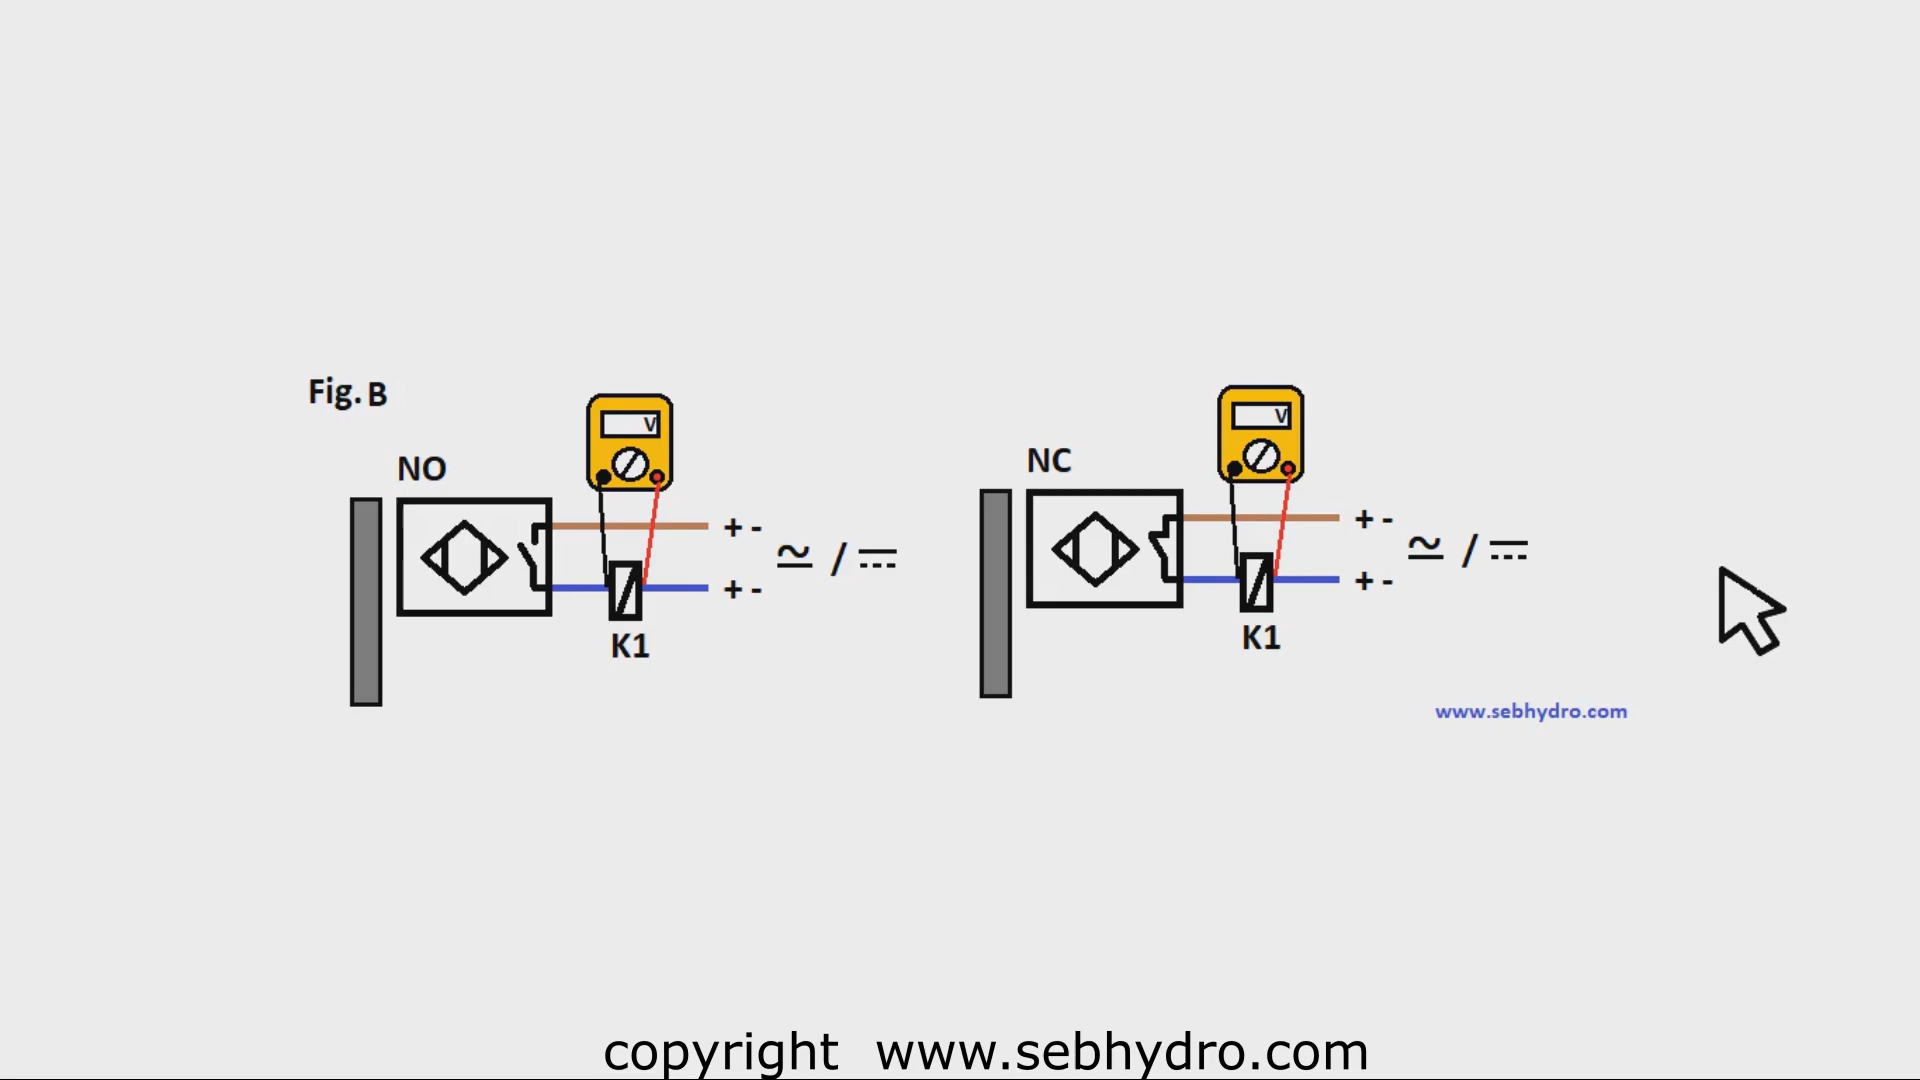 Fig. B
NO
V
+ -
≃ / ⎓
+ -
K1
NC
V
+ -
≃ / ⎓
+ -
K1
www.sebhydro.com
copyright www.sebhydro.com